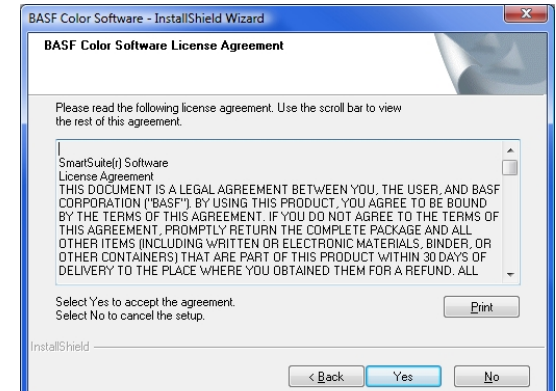 BASF Color Software - InstallShield Wizard
BASF Color Software License Agreement
Please read the following license agreement. Use the scroll bar to view
the rest of this agreement.
SmartSuite(r) Software
License Agreement
THIS DOCUMENT IS A LEGAL AGREEMENT BETWEEN YOU, THE USER, AND BASF
CORPORATION ("BASF"). BY USING THIS PRODUCT, YOU AGREE TO BE BOUND
BY THE TERMS OF THIS AGREEMENT. IF YOU DO NOT AGREE TO THE TERMS OF
THIS AGREEMENT, PROMPTLY RETURN THE COMPLETE PACKAGE AND ALL
OTHER ITEMS (INCLUDING WRITTEN OR ELECTRONIC MATERIALS, BINDER, OR
OTHER CONTAINERS) THAT ARE PART OF THIS PRODUCT WITHIN 30 DAYS OF
DELIVERY TO THE PLACE WHERE YOU OBTAINED THEM FOR A REFUND. ALL
Select Yes to accept the agreement.
Select No to cancel the setup.
Print
InstallShield
< Back
Yes
No